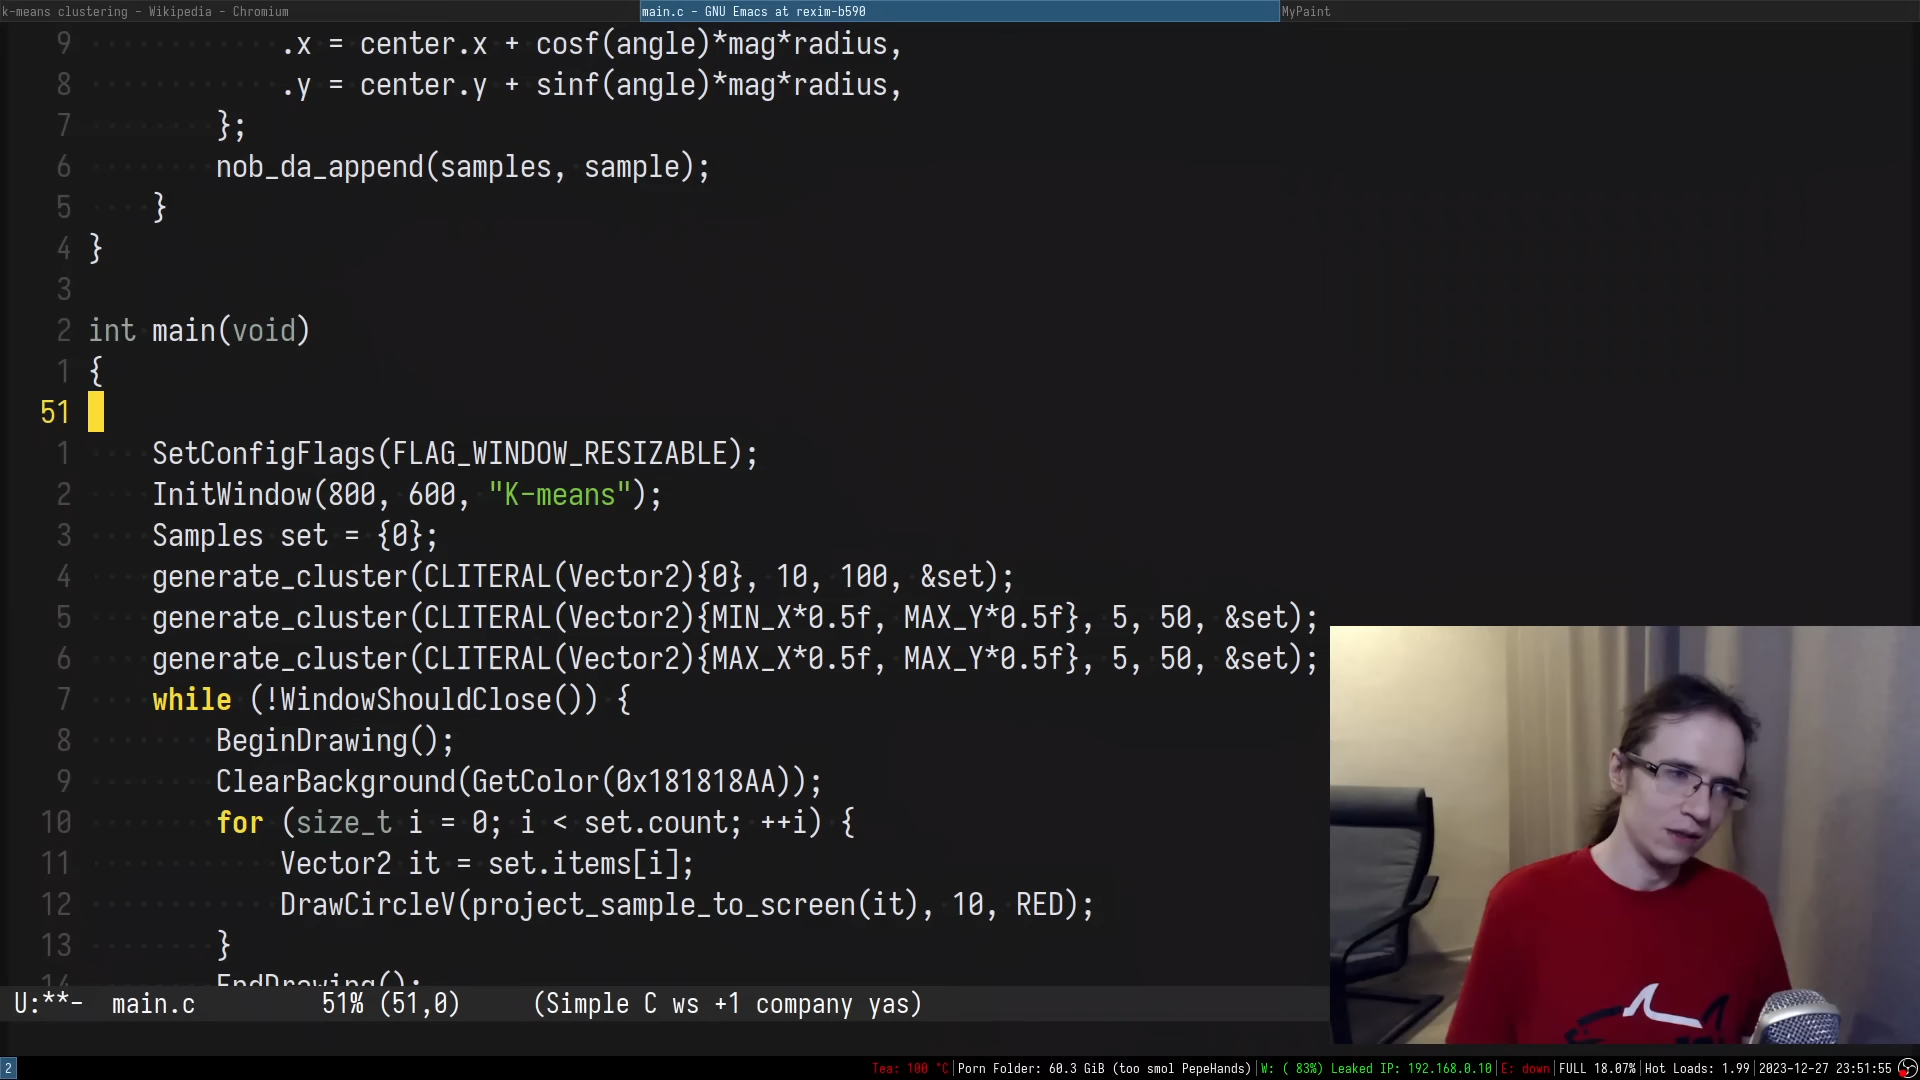 k-means clustering - Wikipedia - Chromium
main.c - GNU Emacs at rexim-b590
MyPaint
9 .x = center.x + cosf(angle)*mag*radius,
8 .y = center.y + sinf(angle)*mag*radius,
7 };
6 nob_da_append(samples, sample);
5 }
4 }
3
2 int main(void)
1 {
51
1 SetConfigFlags(FLAG_WINDOW_RESIZABLE);
2 InitWindow(800, 600, "K-means");
3 Samples set = {0};
4 generate_cluster(CLITERAL(Vector2){0}, 10, 100, &set);
5 generate_cluster(CLITERAL(Vector2){MIN_X*0.5f, MAX_Y*0.5f}, 5, 50, &set);
6 generate_cluster(CLITERAL(Vector2){MAX_X*0.5f, MAX_Y*0.5f}, 5, 50, &set);
7 while (!WindowShouldClose()) {
8 BeginDrawing();
9 ClearBackground(GetColor(0x181818AA));
10 for (size_t i = 0; i < set.count; ++i) {
11 Vector2 it = set.items[i];
12 DrawCircleV(project_sample_to_screen(it), 10, RED);
13 }
14 EndDrawing();
U:**- main.c 51% (51,0) (Simple C ws +1 company yas)
2
Tea: 100 °C|Porn Folder: 60.3 GiB (too smol PepeHands)|W: ( 83%) Leaked IP: 192.168.0.10|E: down|FULL 18.07%|Hot Loads: 1.99|2023-12-27 23:51:55